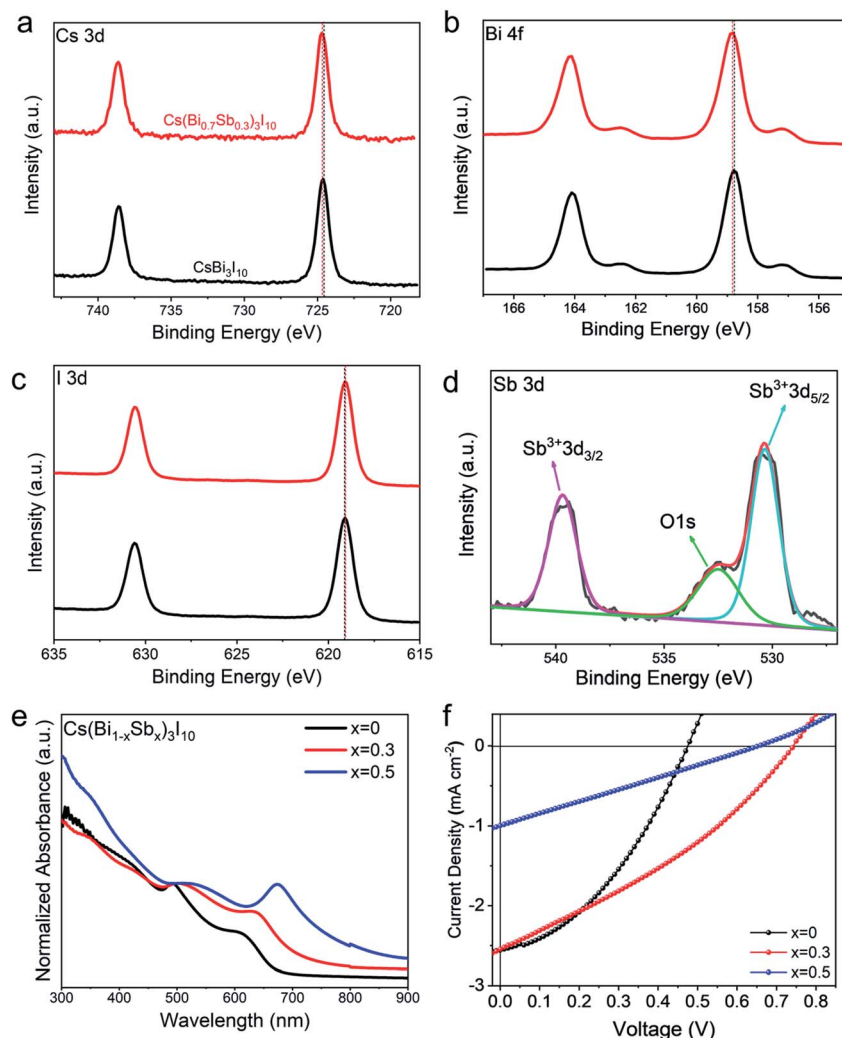 a
Cs 3d
Cs(Bi₀.₇Sb₀.₃)₃I₁₀
CsBi₃I₁₀
Intensity (a.u.)
740 735 730 725 720
Binding Energy (eV)
b
Bi 4f
Intensity (a.u.)
166 164 162 160 158 156
Binding Energy (eV)
c
I 3d
Intensity (a.u.)
635 630 625 620 615
Binding Energy (eV)
d
Sb 3d
Sb³⁺3d₅/₂
Sb³⁺3d₃/₂
O1s
Intensity (a.u.)
540 535 530
Binding Energy (eV)
e
Cs(Bi₁₋ₓSbₓ)₃I₁₀
x=0
x=0.3
x=0.5
Normalized Absorbance (a.u.)
300 400 500 600 700 800 900
Wavelength (nm)
f
0
-1
-2
-3
Current Density (mA cm⁻²)
x=0
x=0.3
x=0.5
0.0 0.1 0.2 0.3 0.4 0.5 0.6 0.7 0.8
Voltage (V)